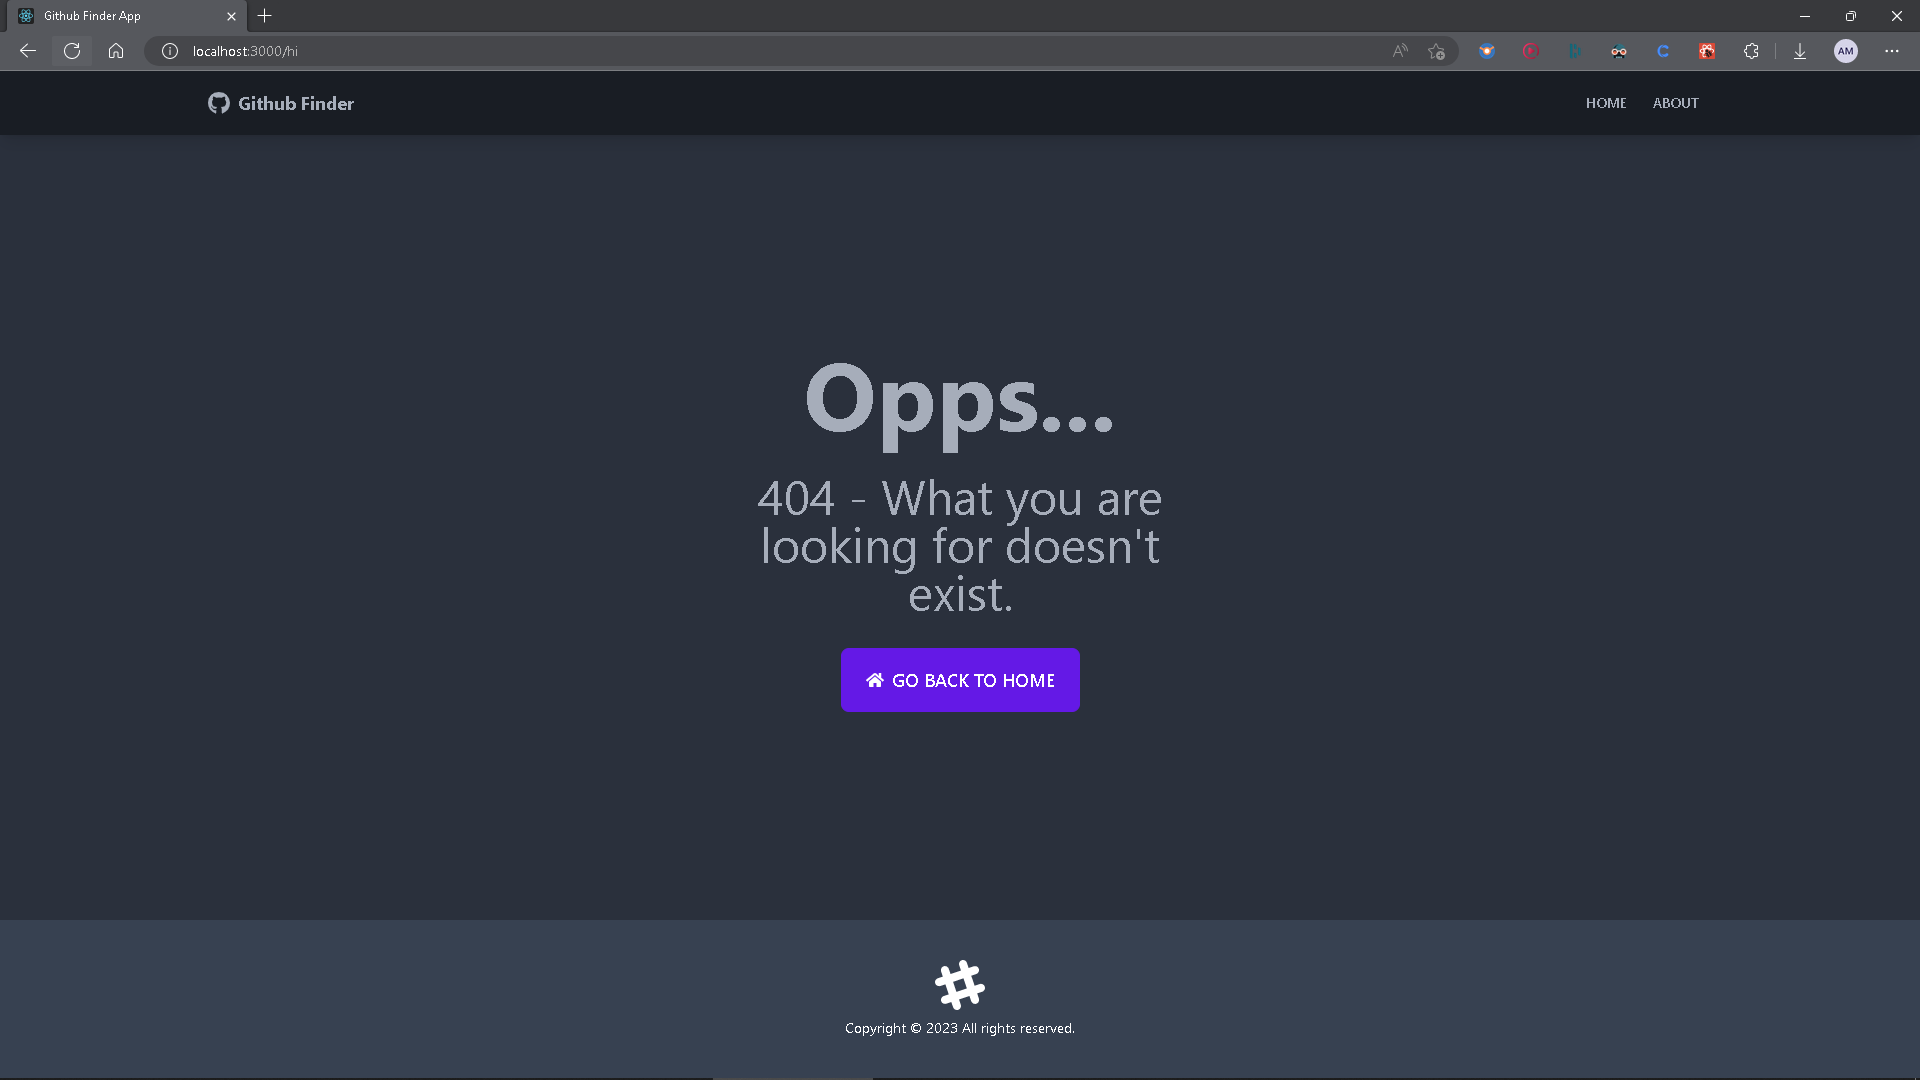 Github Finder App
localhost:3000/hi
AM
Github Finder
HOME
ABOUT
Opps...
404 - What you are
looking for doesn't
exist.
GO BACK TO HOME
Copyright © 2023 All rights reserved.